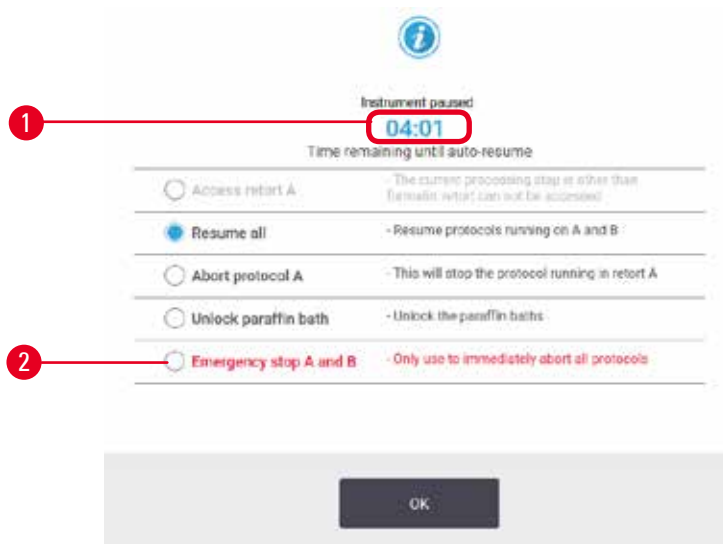 i
Instrument paused
1
04:01
Time remaining until auto-resume
Access retort A - The current processing step is other than
formalin retort can not be accessed
Resume all - Resume protocols running on A and B
Abort protocol A - This will stop the protocol running in retort A
Unlock paraffin bath - Unlock the paraffin baths
2 Emergency stop A and B - Only use to immediately abort all protocols
OK